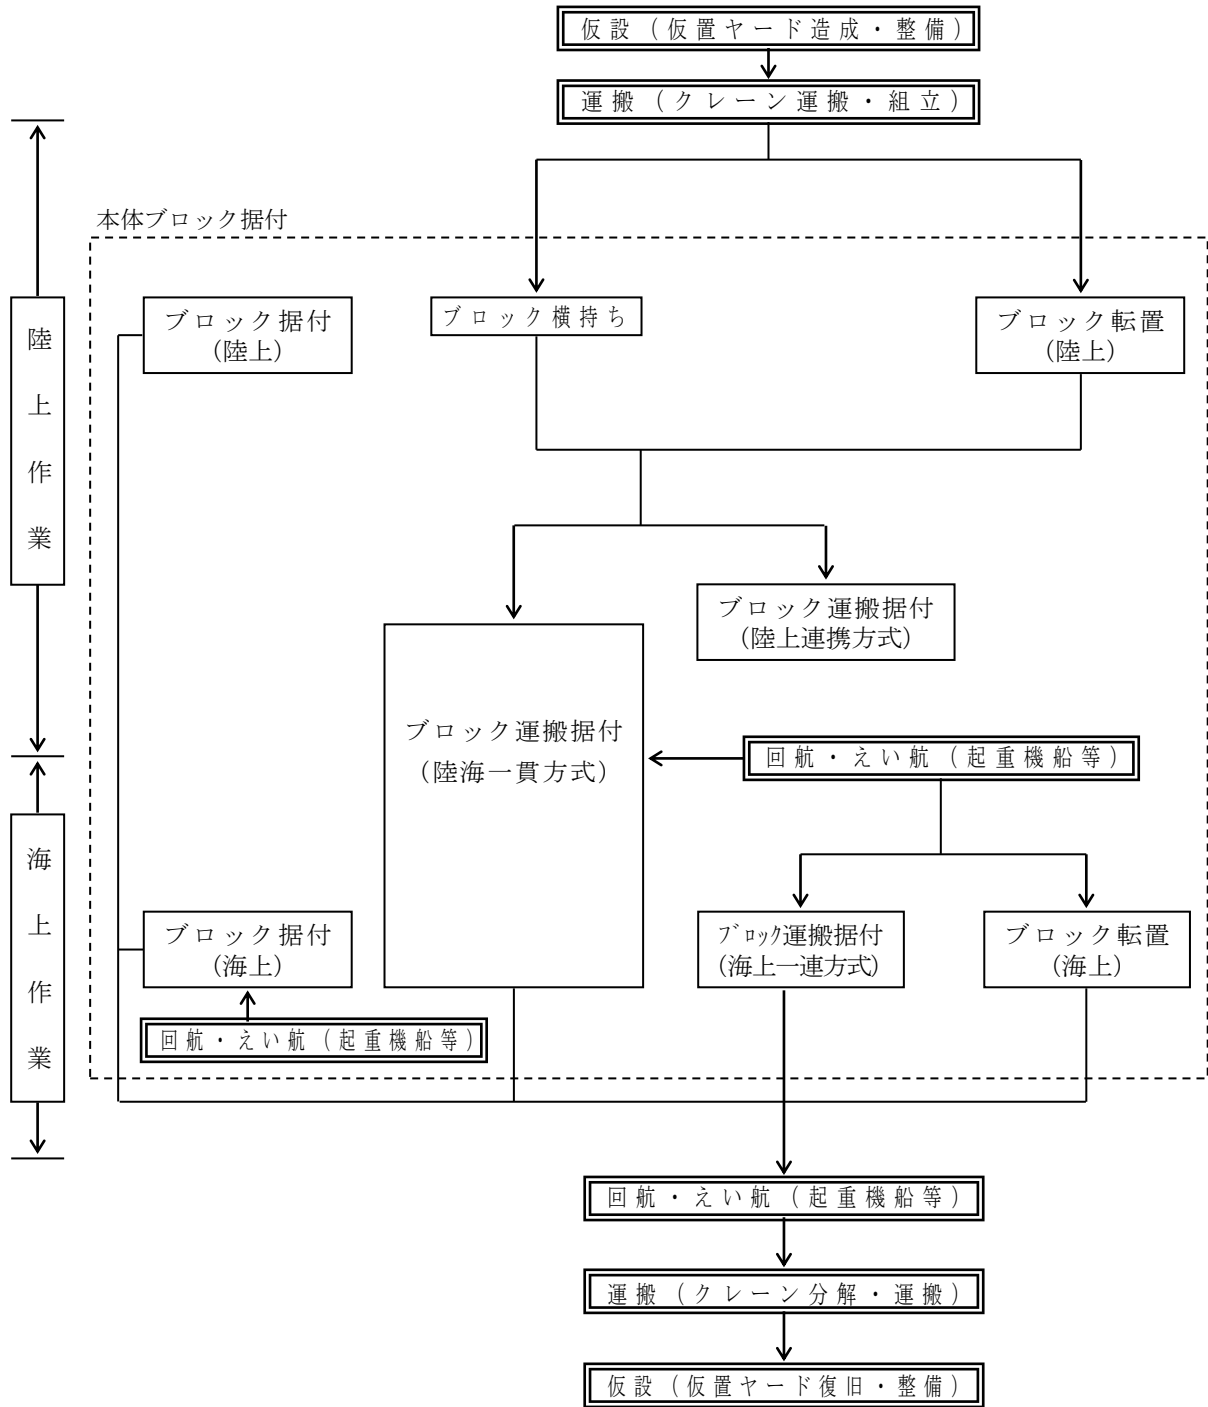 仮設（仮置ヤード造成・整備）
運搬（クレーン運搬・組立）
本体ブロック据付
陸上作業
ブロック据付
（陸上）
ブロック横持ち
ブロック転置
（陸上）
ブロック運搬据付
（陸上連携方式）
ブロック運搬据付
（陸海一貫方式）
回航・えい航（起重機船等）
海上作業
ブロック据付
（海上）
ﾌﾞﾛｯｸ運搬据付
（海上一連方式）
ブロック転置
（海上）
回航・えい航（起重機船等）
回航・えい航（起重機船等）
運搬（クレーン分解・運搬）
仮設（仮置ヤード復旧・整備）